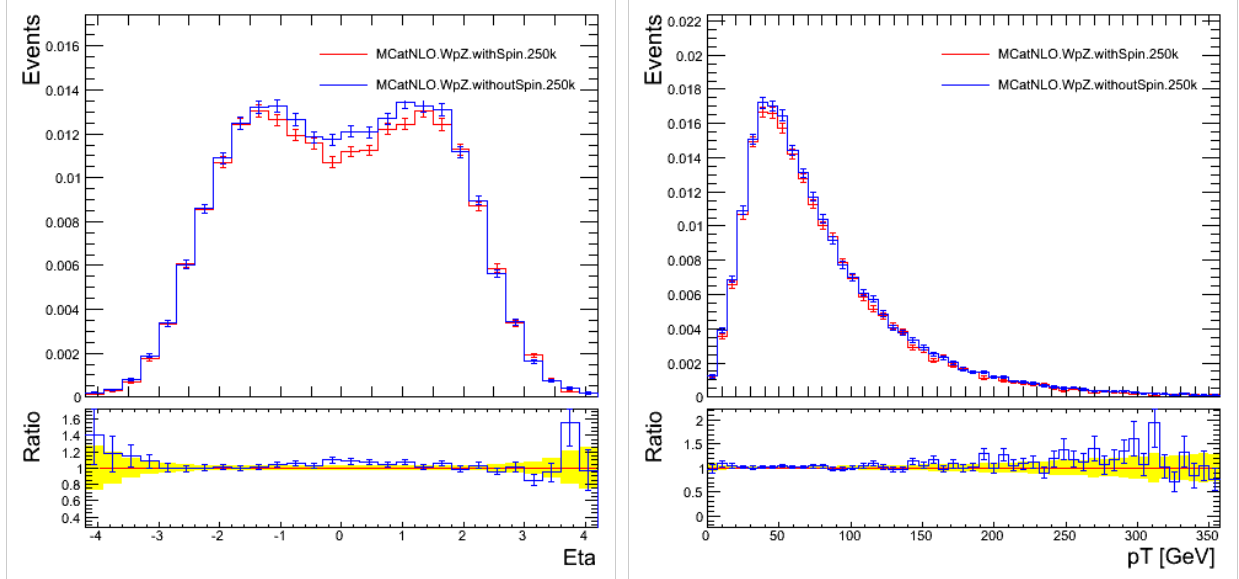 Events
0.016
0.014
0.012
0.01
0.008
0.006
0.004
0.002
0
MCatNLO.WpZ.withSpin.250k
MCatNLO.WpZ.withoutSpin.250k
Ratio
1.6
1.4
1.2
1
0.8
0.6
0.4
-4 -3 -2 -1 0 1 2 3 4
Eta
Events
0.022
0.02
0.018
0.016
0.014
0.012
0.01
0.008
0.006
0.004
0.002
0
MCatNLO.WpZ.withSpin.250k
MCatNLO.WpZ.withoutSpin.250k
Ratio
2
1.5
1
0.5
0
0 50 100 150 200 250 300 350
pT [GeV]